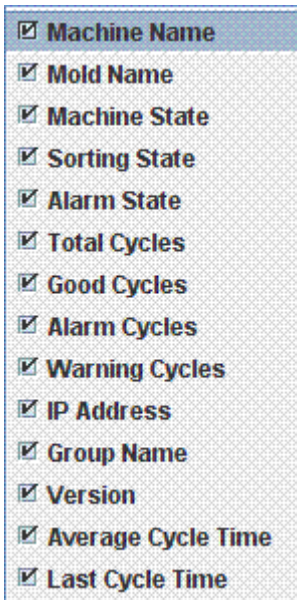 Machine Name
Mold Name
Machine State
Sorting State
Alarm State
Total Cycles
Good Cycles
Alarm Cycles
Warning Cycles
IP Address
Group Name
Version
Average Cycle Time
Last Cycle Time